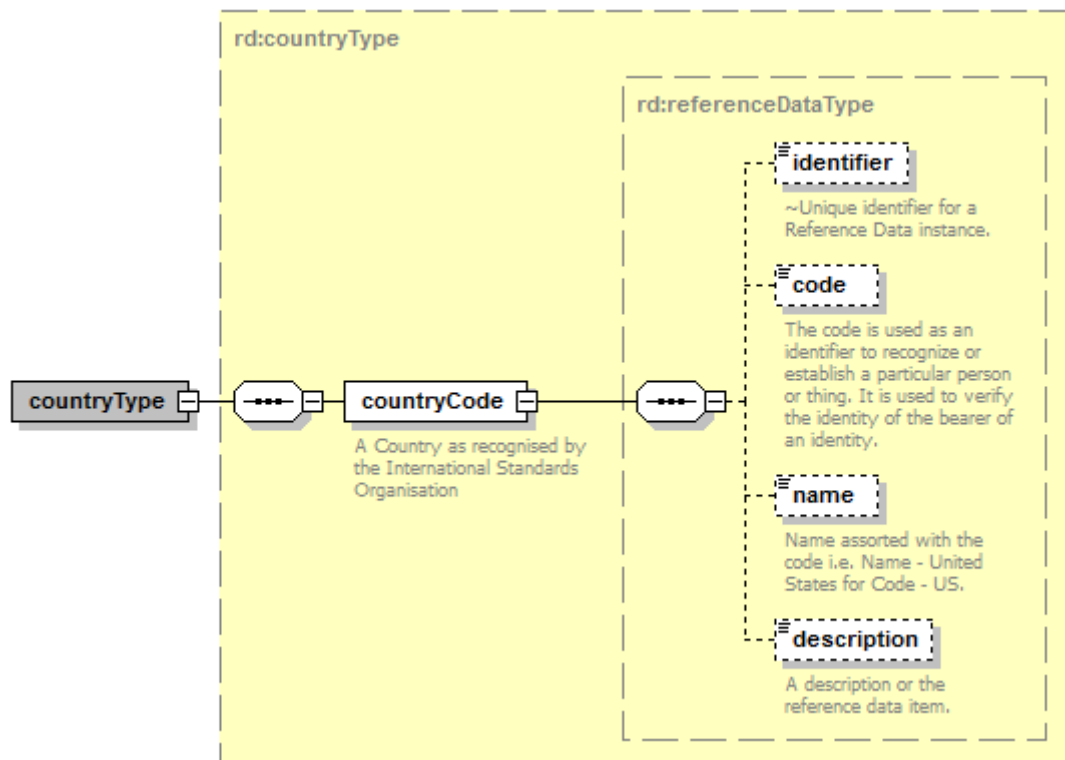 rd:countryType
rd:referenceDataType
identifier
~Unique identifier for a
Reference Data instance.
code
The code is used as an
identifier to recognize or
establish a particular person
or thing. It is used to verify
the identity of the bearer of
an identity.
countryType
countryCode
A Country as recognised by
the International Standards
Organisation
name
Name assorted with the
code i.e. Name - United
States for Code - US.
description
A description or the
reference data item.